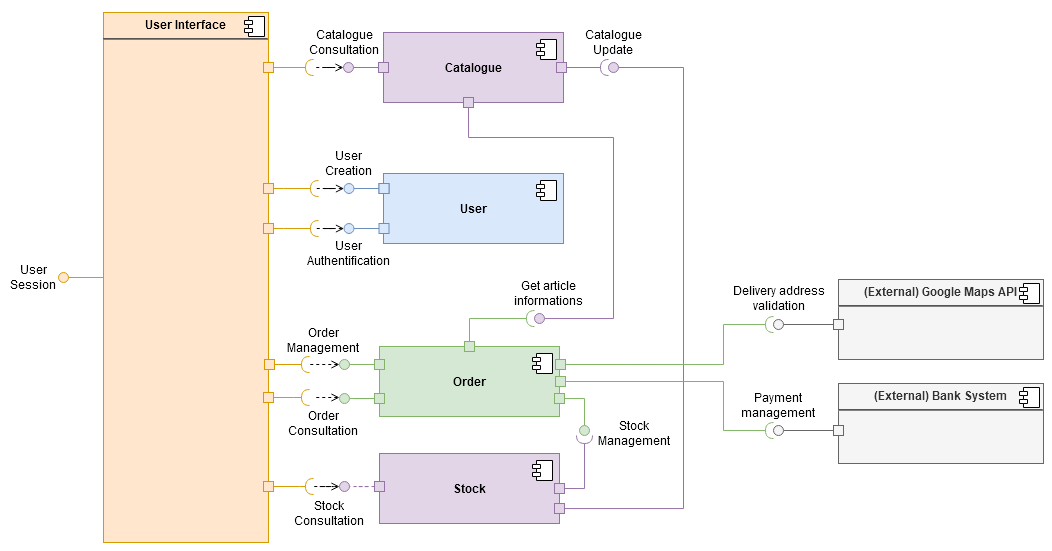 User Interface
Catalogue
Consultation
Catalogue
Catalogue
Update
User
Creation
User
User
Authentification
User
Session
Get article
informations
Delivery address
validation
(External) Google Maps API
Order
Management
Order
Order
Consultation
Payment
management
(External) Bank System
Stock
Management
Stock
Stock
Consultation